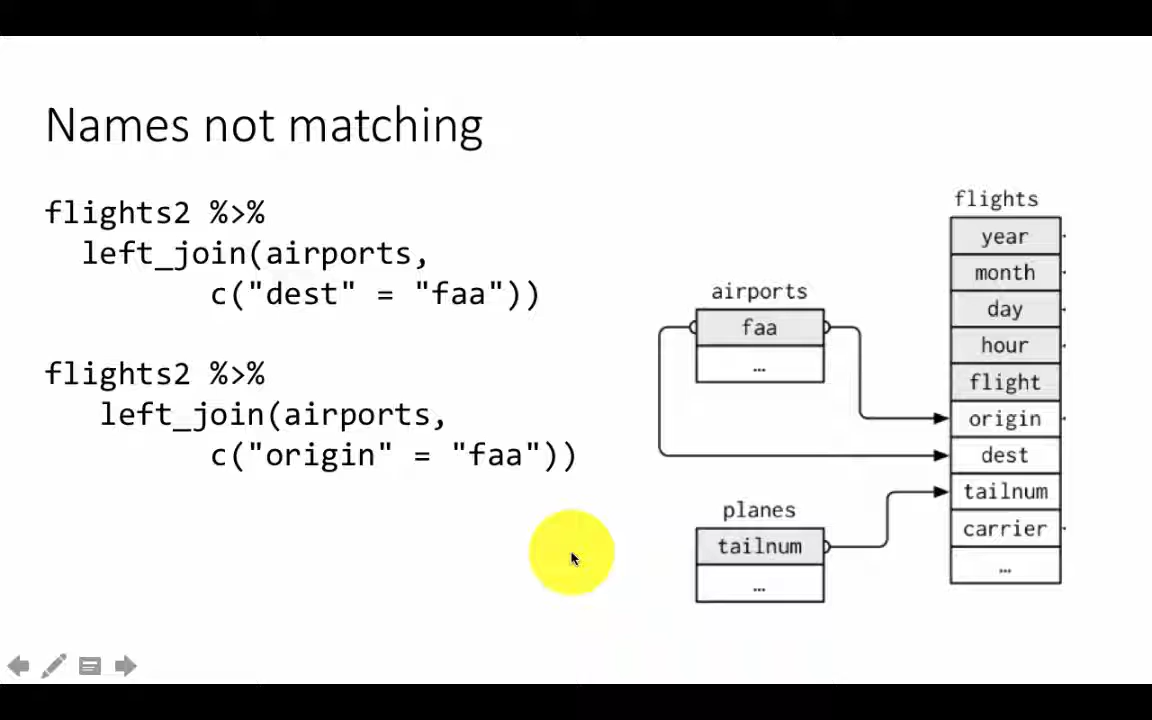 Names not matching
flights2 %>%
left_join(airports,
c("dest" = "faa"))
flights2 %>%
left_join(airports,
c("origin" = "faa"))
airports
faa
…
planes
tailnum
…
flights
year
month
day
hour
flight
origin
dest
tailnum
carrier
…